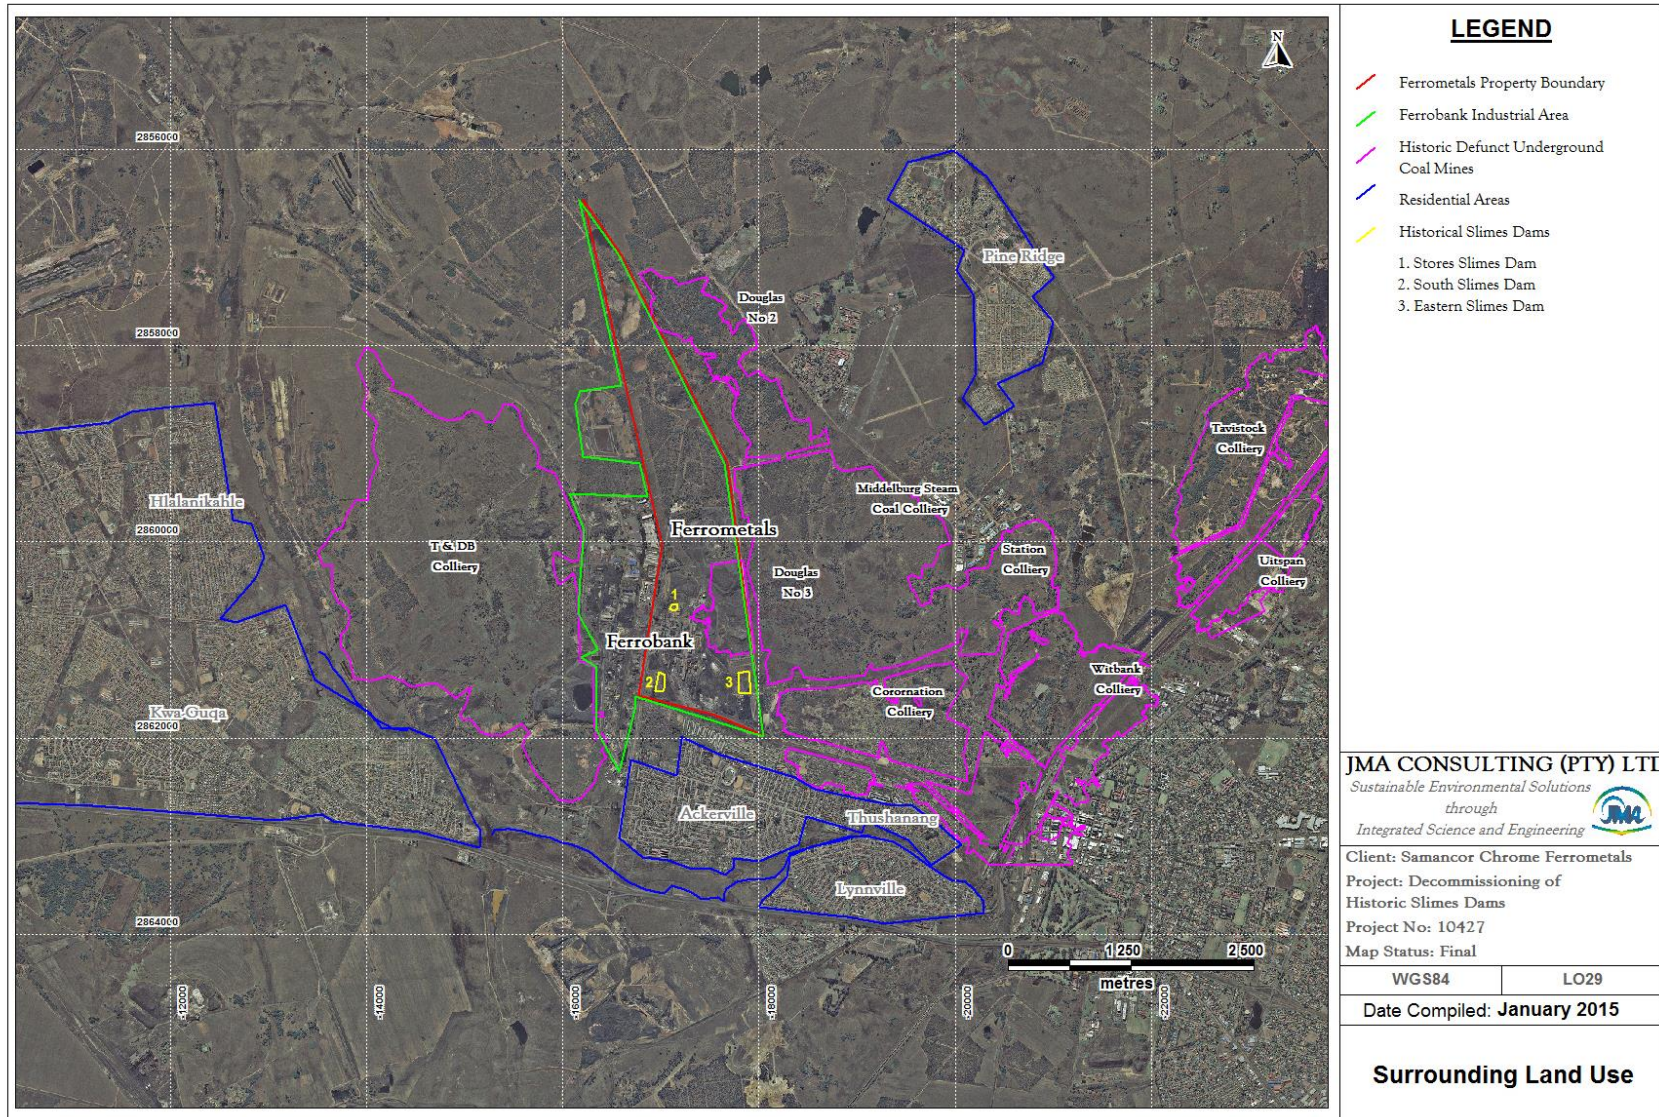 N
2856000
2858000
2860000
2862000
2864000
-12000
-14000
-16000
-18000
-20000
-22000
Pine Ridge
Douglas
No 2
Tavistock
Colliery
Middelburg Steam
Coal Colliery
Hlalanikahle
Ferrometals
T & DB
Colliery
Station
Colliery
Uitspan
Colliery
Douglas
No 3
1
Ferrobank
2
3
Witbank
Colliery
Corornation
Colliery
Kwa-Guqa
Ackerville
Thushanang
Lynnville
0 1 250 2 500
metres
LEGEND
Ferrometals Property Boundary
Ferrobank Industrial Area
Historic Defunct Underground
Coal Mines
Residential Areas
Historical Slimes Dams
1. Stores Slimes Dam
2. South Slimes Dam
3. Eastern Slimes Dam
JMA CONSULTING (PTY) LTD
Sustainable Environmental Solutions
through
Integrated Science and Engineering
JMA
Client: Samancor Chrome Ferrometals
Project: Decommissioning of
Historic Slimes Dams
Project No: 10427
Map Status: Final
WGS84 LO29
Date Compiled: January 2015
Surrounding Land Use